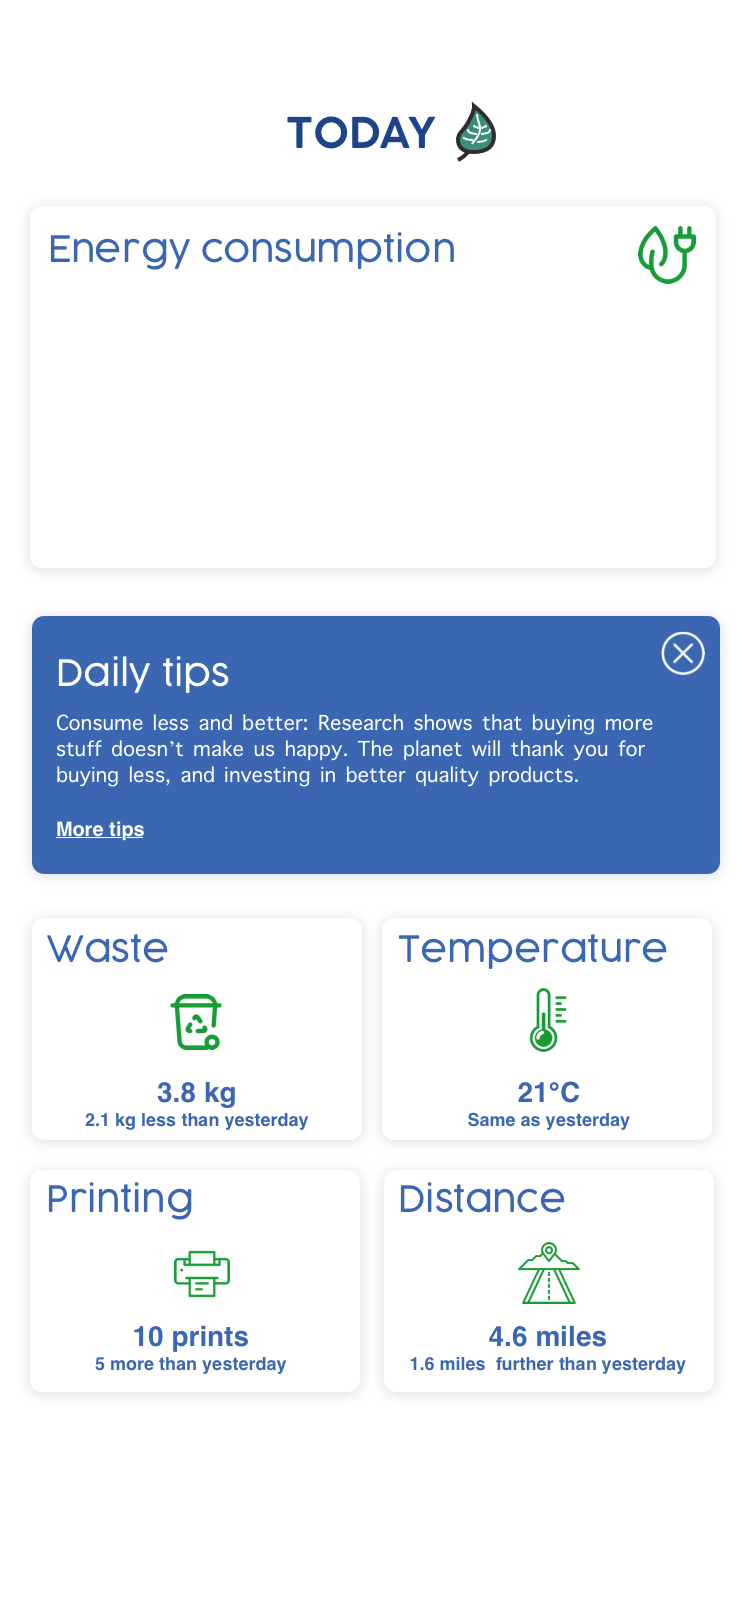 TODAY
Energy consumption
Daily tips
Consume less and better: Research shows that buying more
stuff doesn't make us happy. The planet will thank you for
buying less, and investing in better quality products.
More tips
Waste
3.8 kg
2.1 kg less than yesterday
Temperature
21°C
Same as yesterday
Printing
10 prints
5 more than yesterday
Distance
4.6 miles
1.6 miles  further than yesterday